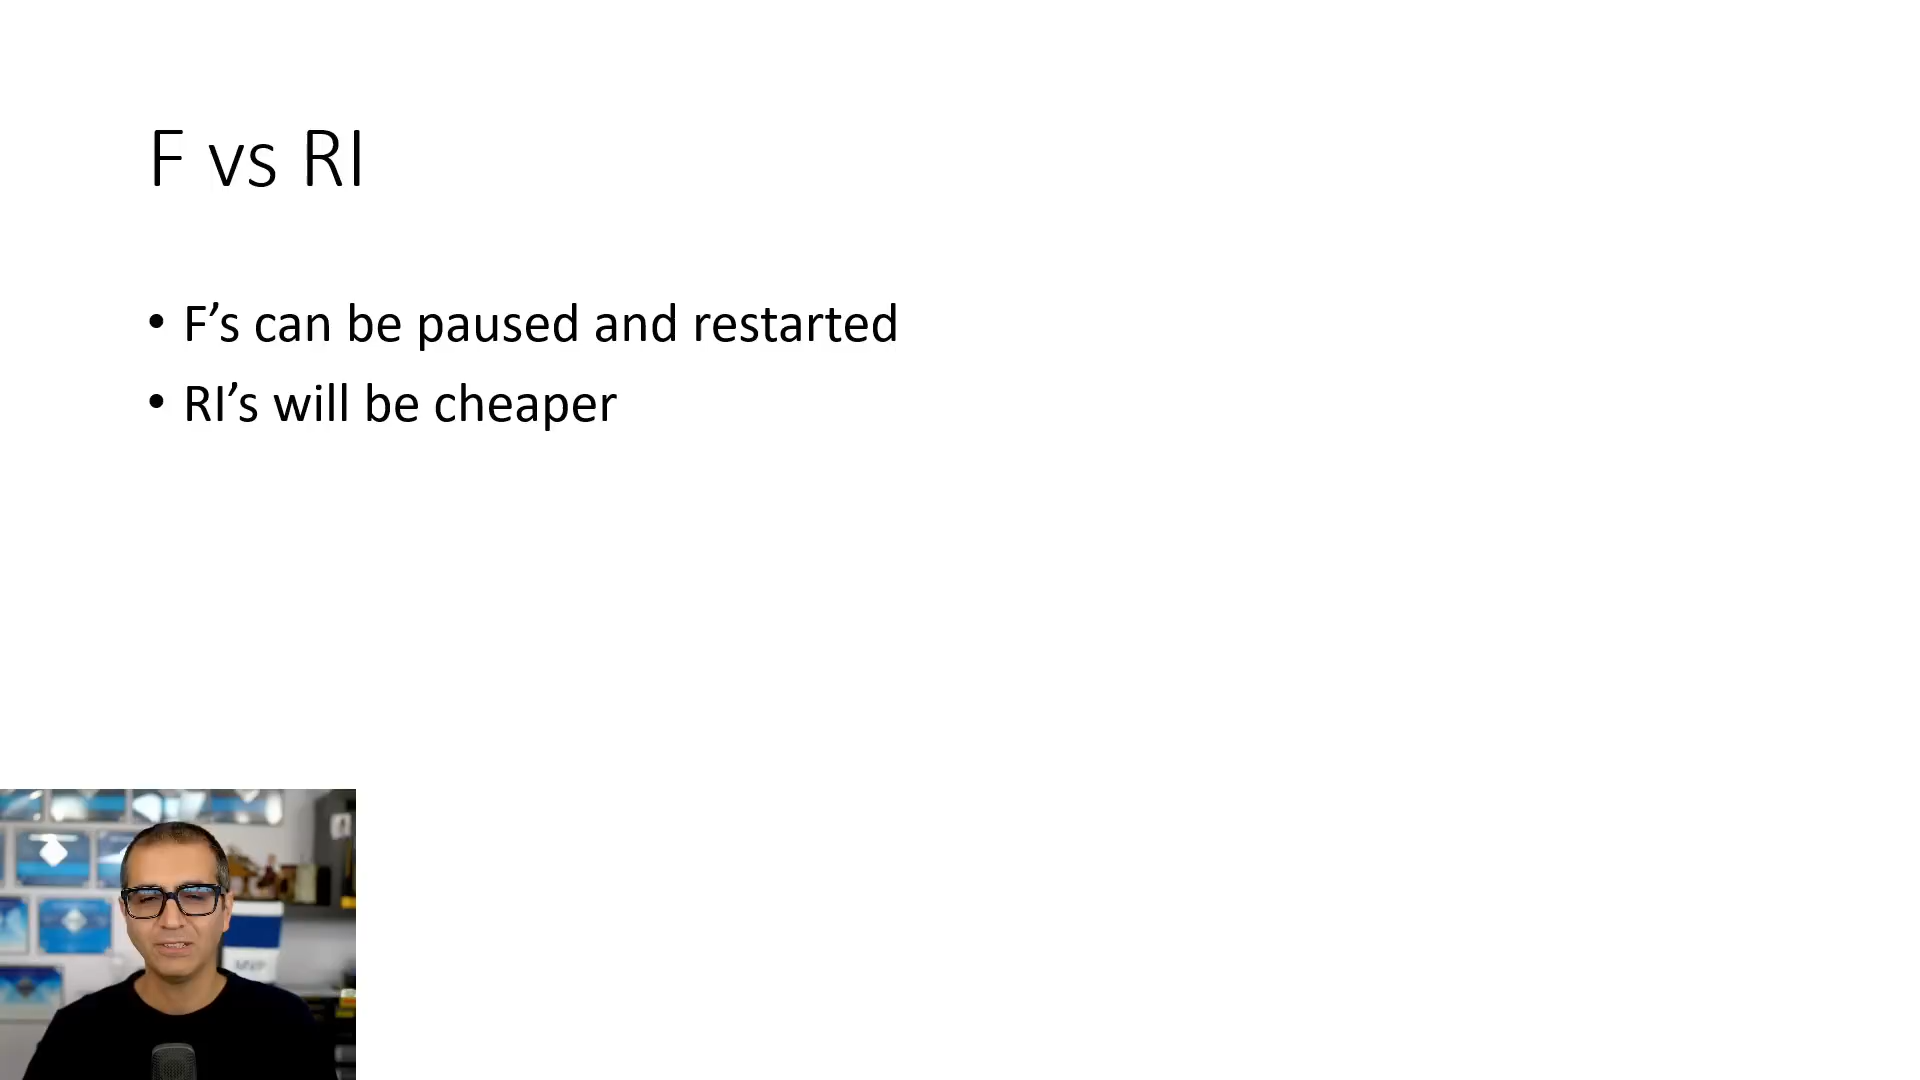 F vs RI
• F’s can be paused and restarted
• RI’s will be cheaper